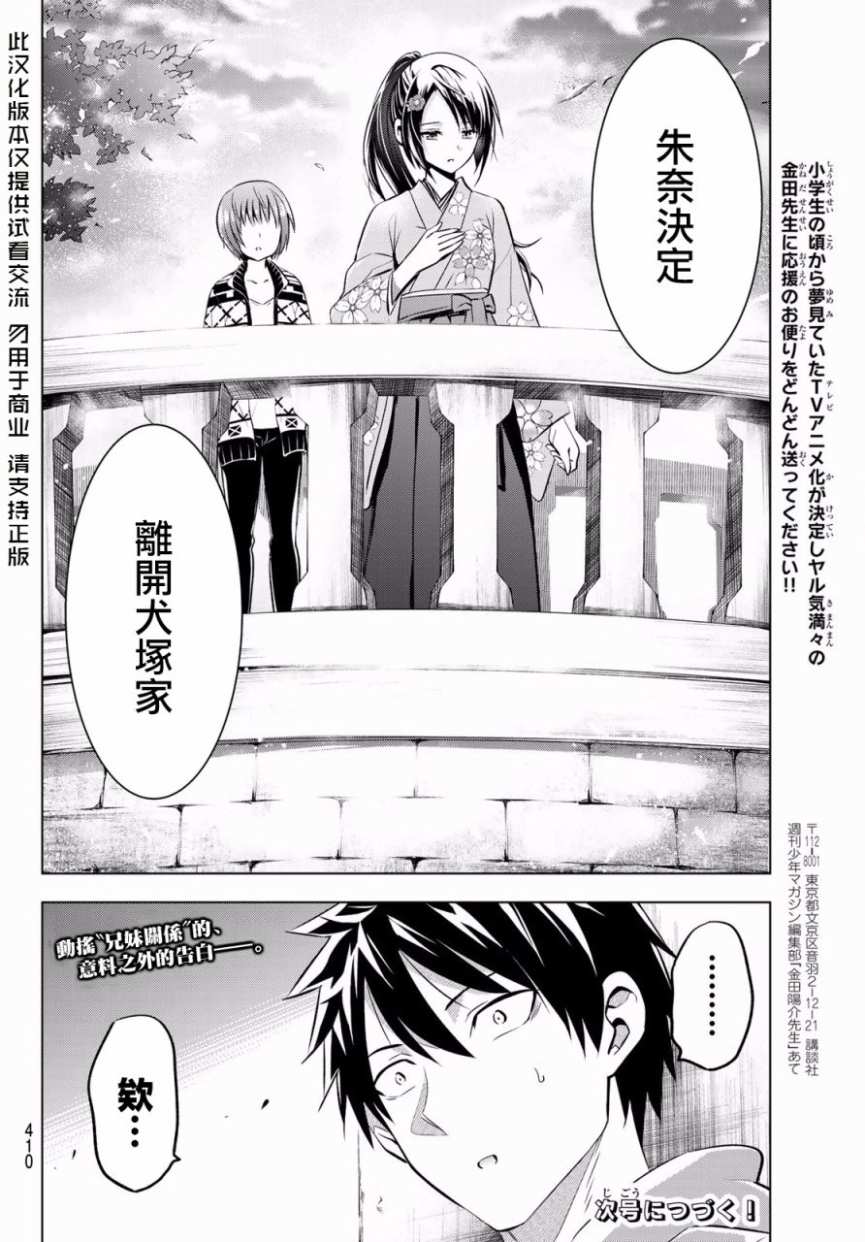 小学生の頃から夢見ていたTVアニメ化が決定しヤル気満々の
金田先生に応援のお便りをどんどん送ってください!!
〒112-8001 東京都文京区音羽2-12-21 講談社
週刊少年マガジン編集部「金田陽介先生」あて
朱奈決定
離開犬塚家
………
動搖“兄妹關係”的、
意料之外的告白——。
欸…
次号につづく!
410
此汉化版本仅提供试看交流 勿用于商业 请支持正版